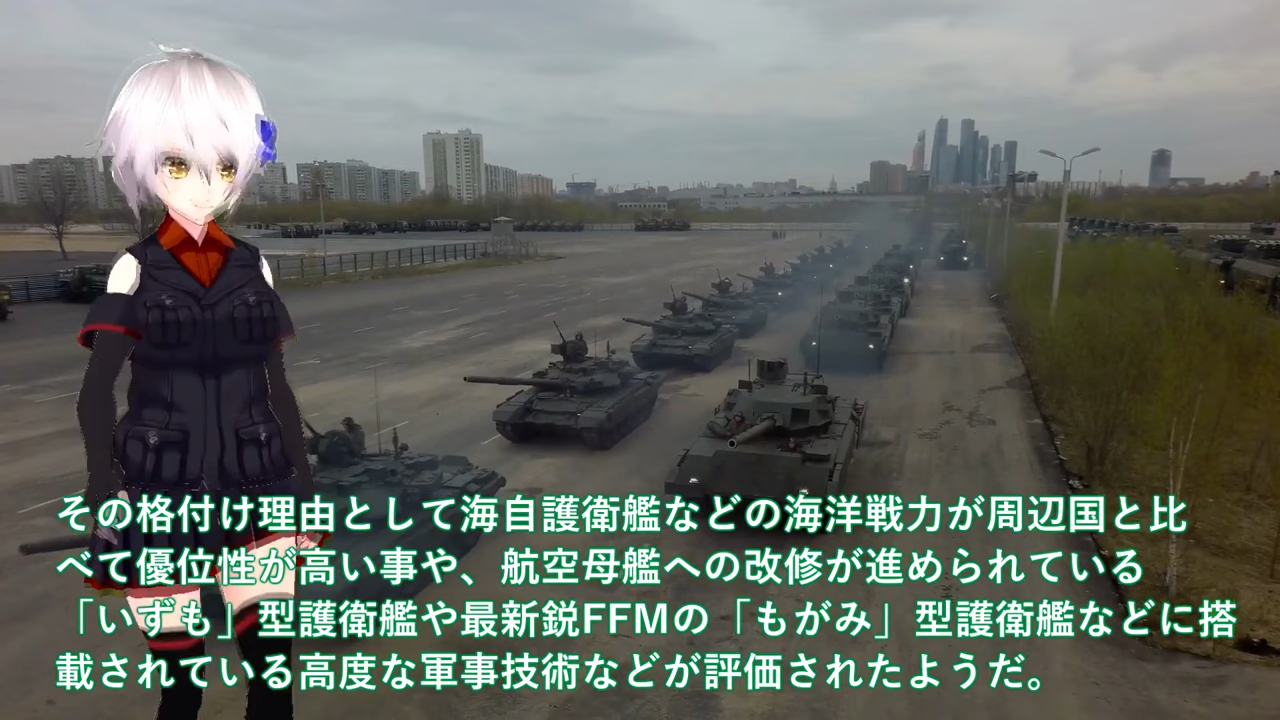 その格付け理由として海自護衛艦などの海洋戦力が周辺国と比
べて優位性が高い事や、航空母艦への改修が進められている
「いずも」型護衛艦や最新鋭FFMの「もがみ」型護衛艦などに搭
載されている高度な軍事技術などが評価されたようだ。